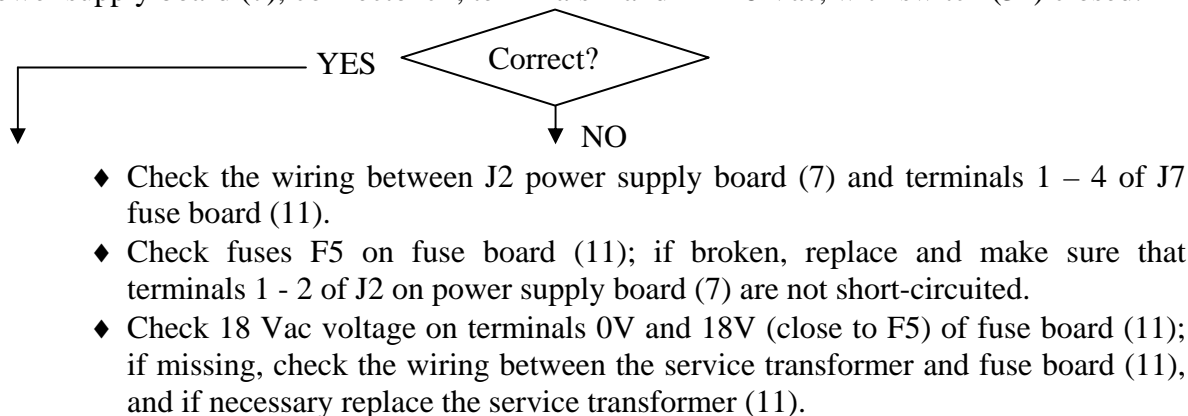 power supply board
YES
Correct?
NO
♦ Check the wiring between J2 power supply board (7) and terminals 1 – 4 of J7
fuse board (11).
♦ Check fuses F5 on fuse board (11); if broken, replace and make sure that
terminals 1 - 2 of J2 on power supply board (7) are not short-circuited.
♦ Check 18 Vac voltage on terminals 0V and 18V (close to F5) of fuse board (11);
if missing, check the wiring between the service transformer and fuse board (11),
and if necessary replace the service transformer (11).